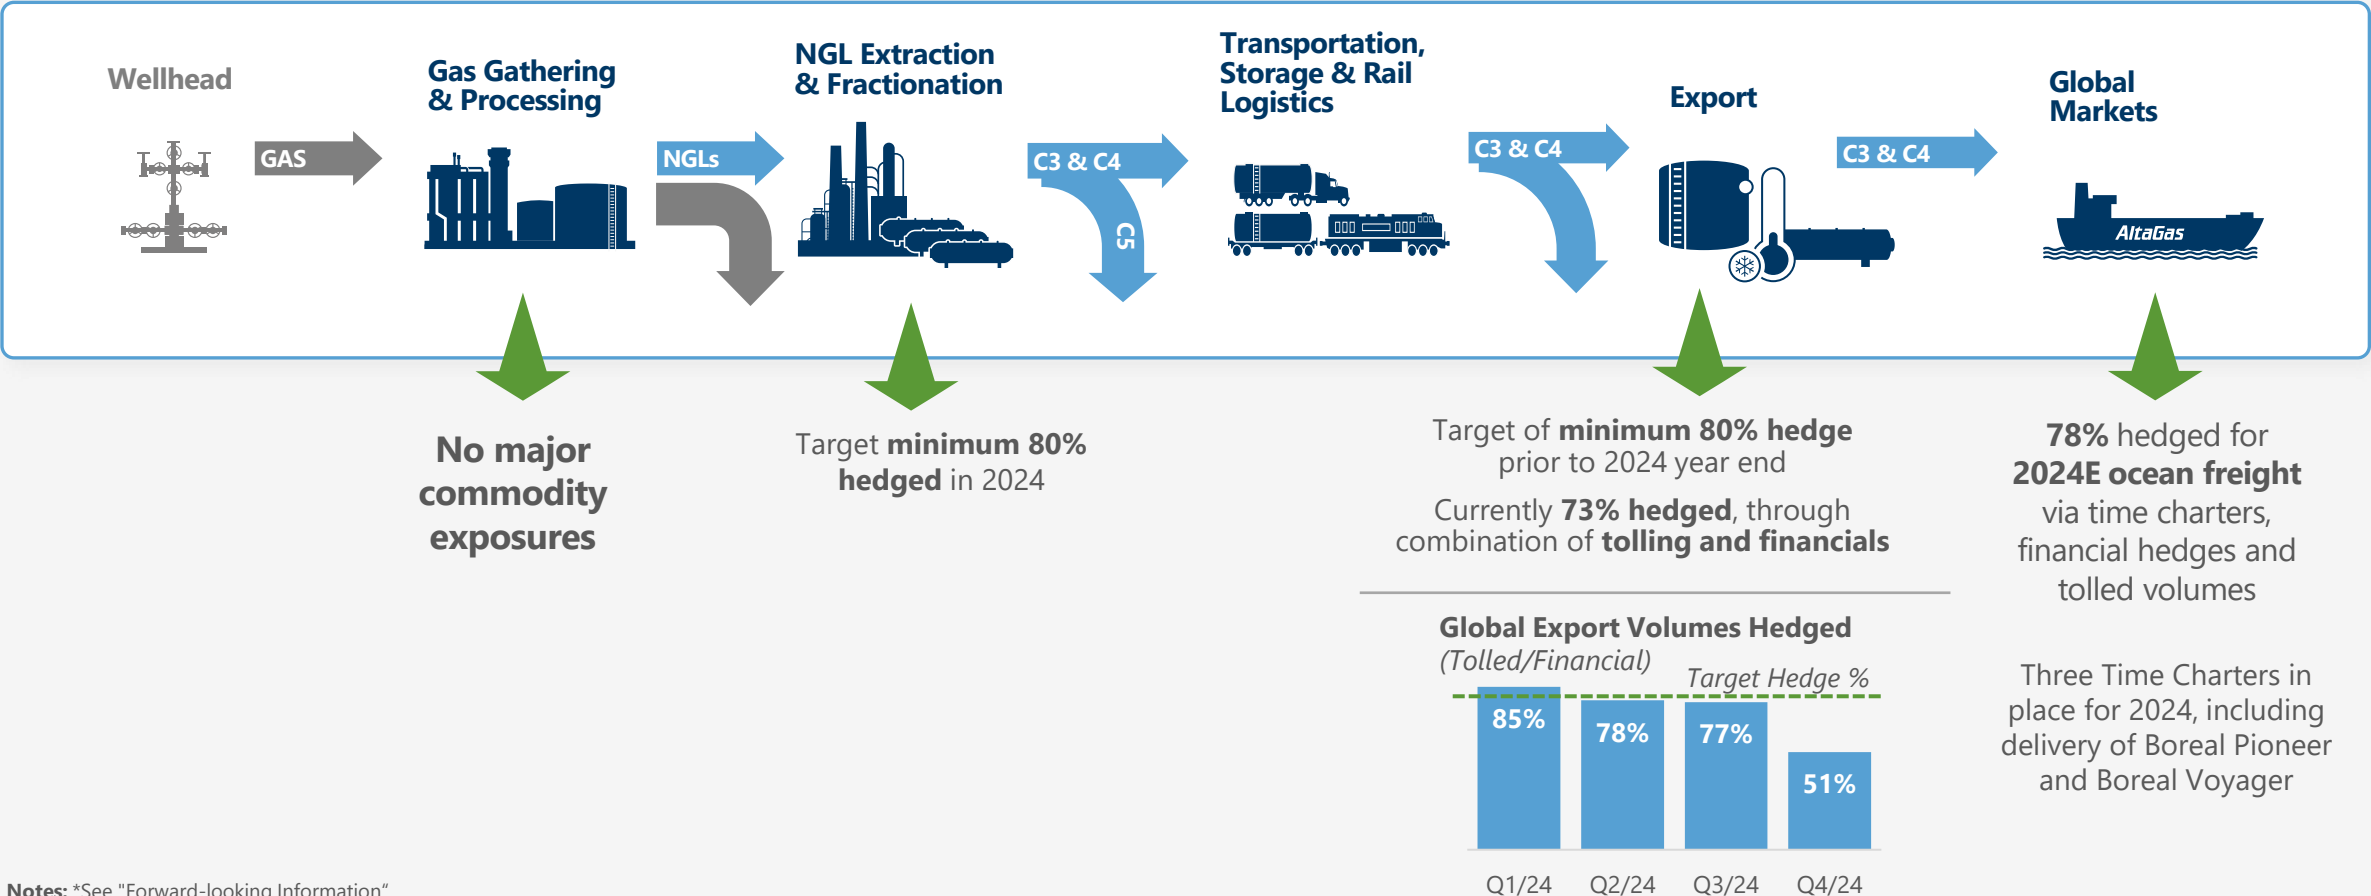 Wellhead
GAS
Gas Gathering
& Processing
NGLs
NGL Extraction
& Fractionation
C3 & C4
C5
Transportation,
Storage & Rail
Logistics
C3 & C4
Export
C3 & C4
Global
Markets
AltaGas
No major
commodity
exposures
Target minimum 80%
hedged in 2024
Target of minimum 80% hedge
prior to 2024 year end
Currently 73% hedged, through
combination of tolling and financials
Global Export Volumes Hedged
(Tolled/Financial)
Target Hedge %
85%
78%
77%
51%
Q1/24
Q2/24
Q3/24
Q4/24
78% hedged for
2024E ocean freight
via time charters,
financial hedges and
tolled volumes
Three Time Charters in
place for 2024, including
delivery of Boreal Pioneer
and Boreal Voyager
Notes: *See "Forward-looking Information“